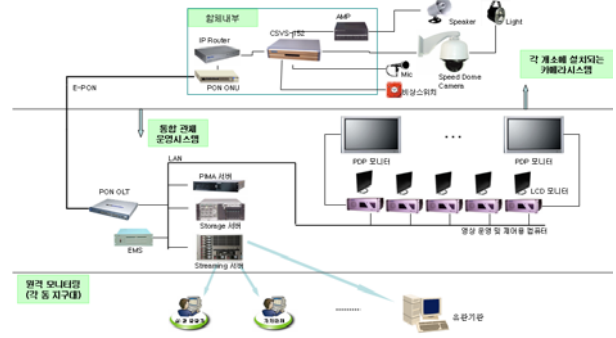 함체내부
AMP
Speaker
Light
IP Router
CSVS-152
PON ONU
Mic
Speed Dome
Camera
비상스위치
각 개소에 설치되는
카메라시스템
E-PON
통합 관제
운영시스템
LAN
PDP 모니터
...
PDP 모니터
PIMA 서버
LCD 모니터
PON OLT
Storage 서버
EMS
영상 운영 및 제어용 컴퓨터
Streaming 서버
원격 모니터링
(각 동 지구대)
유관기관